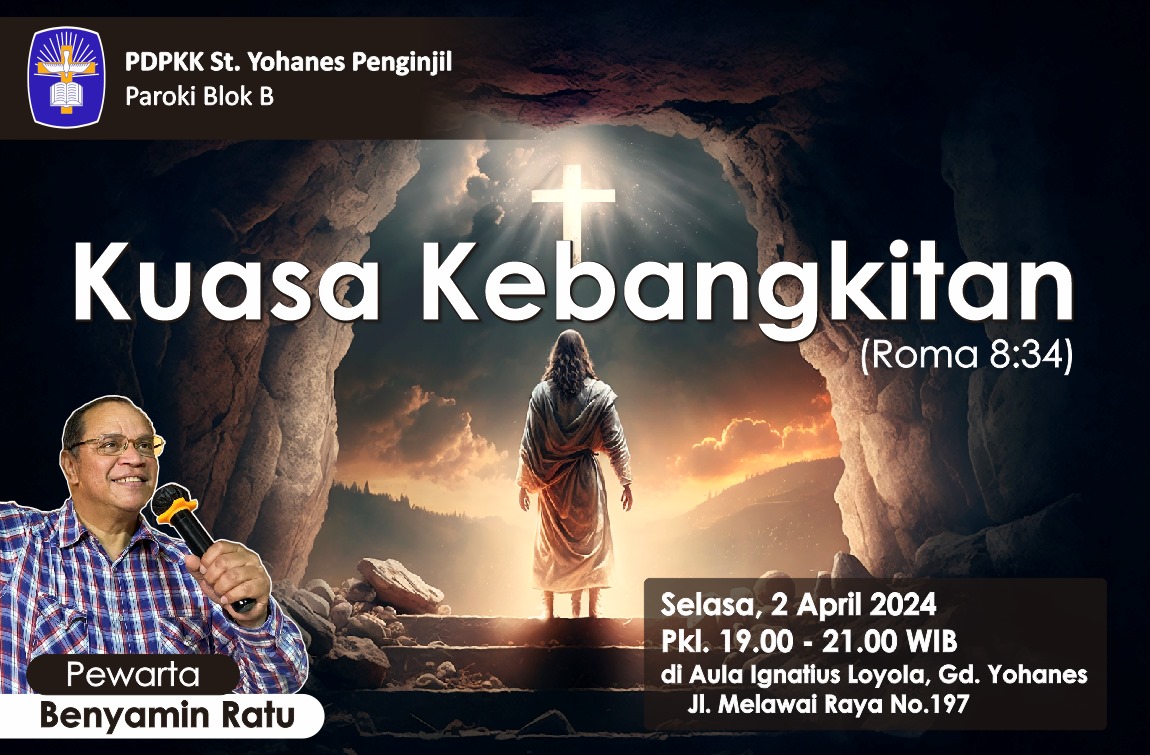 PDPKK St. Yohanes Penginjil
Paroki Blok B
Kuasa Kebangkitan
(Roma 8:34)
Pewarta
Benyamin Ratu
Selasa, 2 April 2024
Pkl. 19.00 - 21.00 WIB
di Aula Ignatius Loyola, Gd. Yohanes
Jl. Melawai Raya No.197